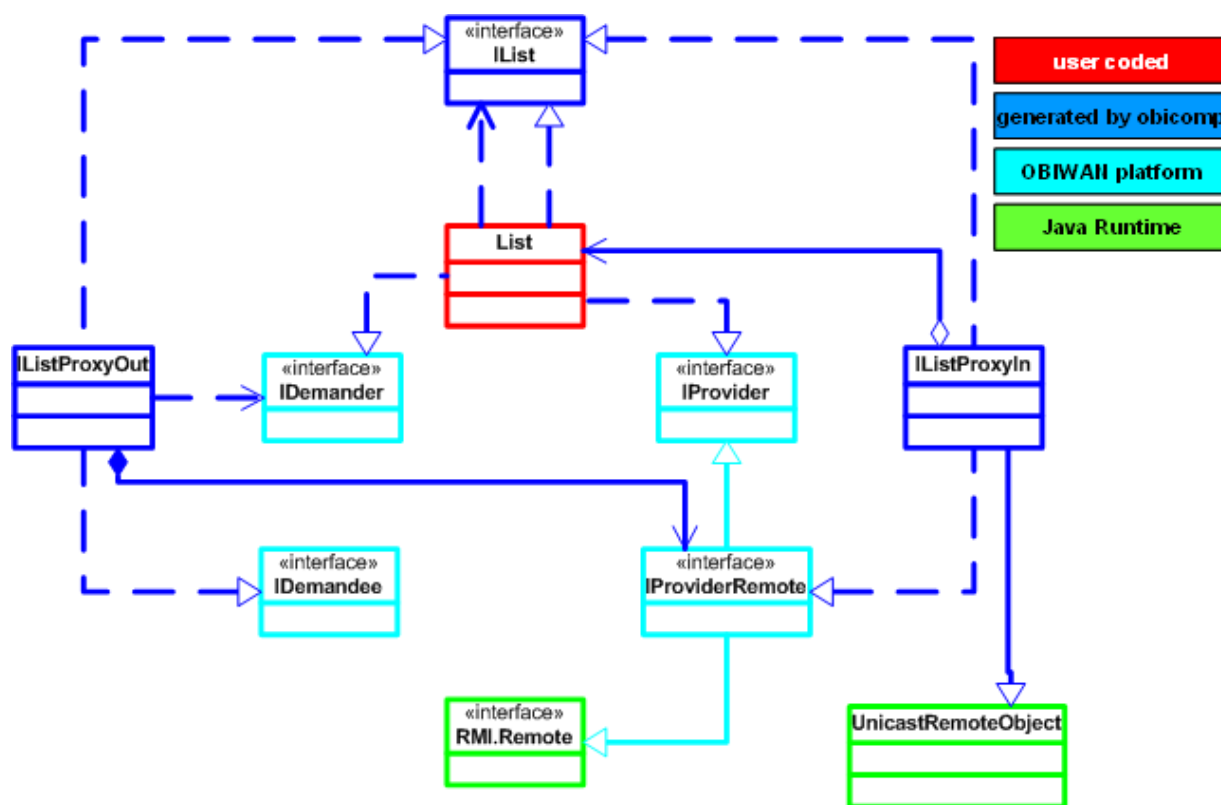 «interface»
IList
user coded
generated by obicomp
OBIWAN platform
Java Runtime
List
IListProxyOut
«interface»
IDemander
«interface»
IProvider
IListProxyIn
«interface»
IDemandee
«interface»
IProviderRemote
«interface»
RMI.Remote
UnicastRemoteObject